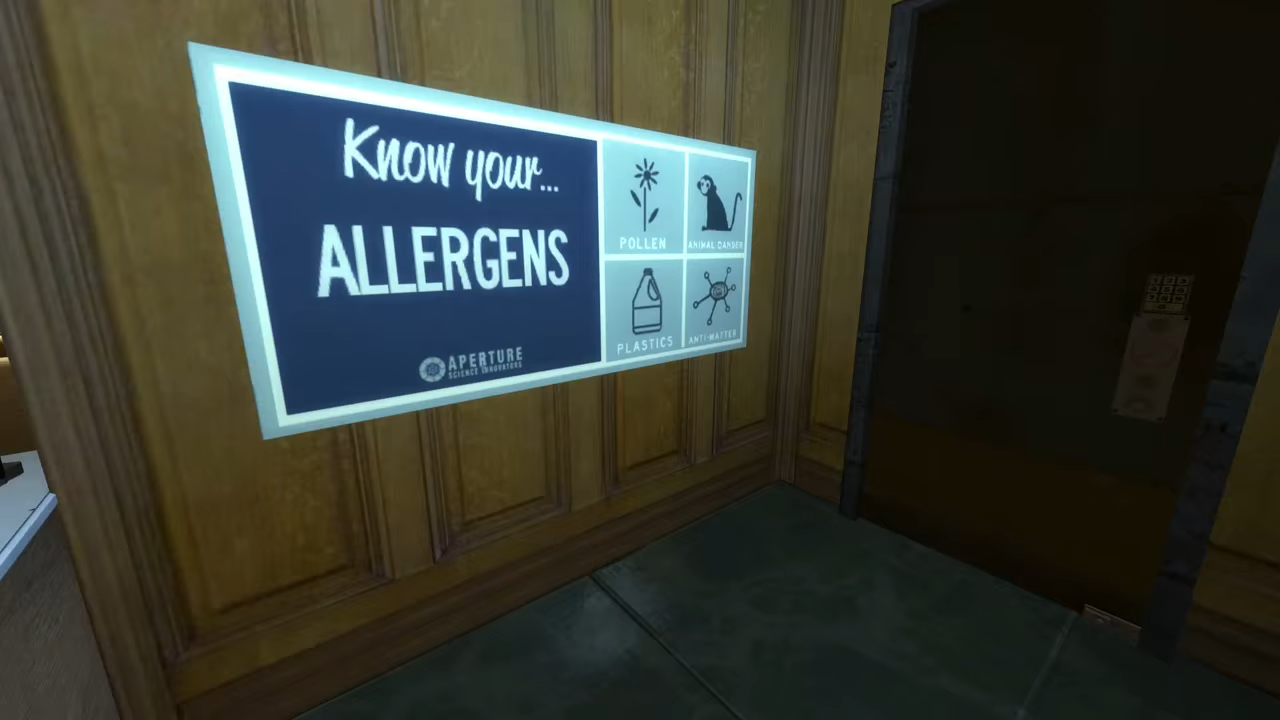 Know your...
ALLERGENS
APERTURE
SCIENCE INNOVATORS
POLLEN
ANIMAL DANDER
PLASTICS
ANTI-MATTER